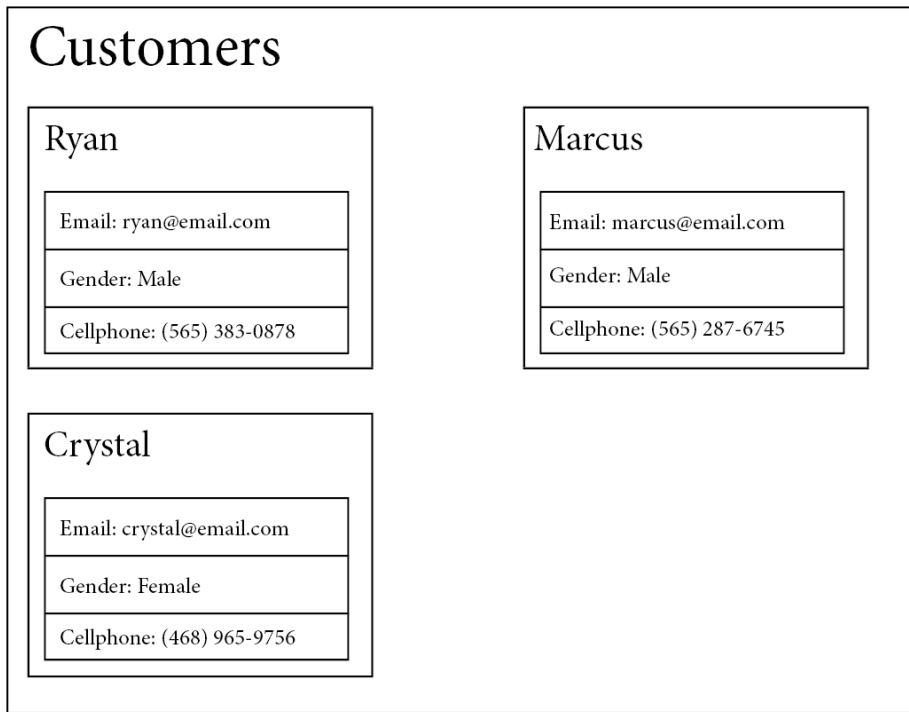 Customers
Ryan
Email: ryan@email.com
Gender: Male
Cellphone: (565) 383-0878
Marcus
Email: marcus@email.com
Gender: Male
Cellphone: (565) 287-6745
Crystal
Email: crystal@email.com
Gender: Female
Cellphone: (468) 965-9756